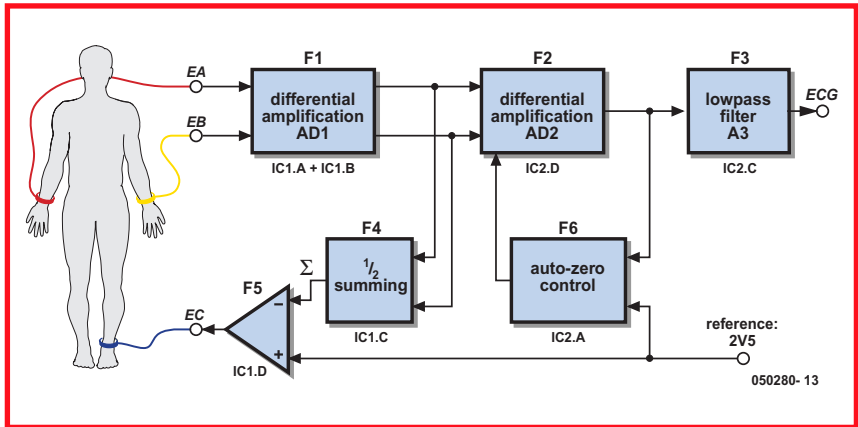 EA
EB
F1
differential
amplification
AD1
IC1.A + IC1.B
F2
differential
amplification
AD2
IC2.D
F3
lowpass
filter
A3
IC2.C
ECG
F4
1/2
summing
IC1.C
Σ
F5
−
+
IC1.D
EC
F6
auto-zero
control
IC2.A
reference:
2V5
050280- 13